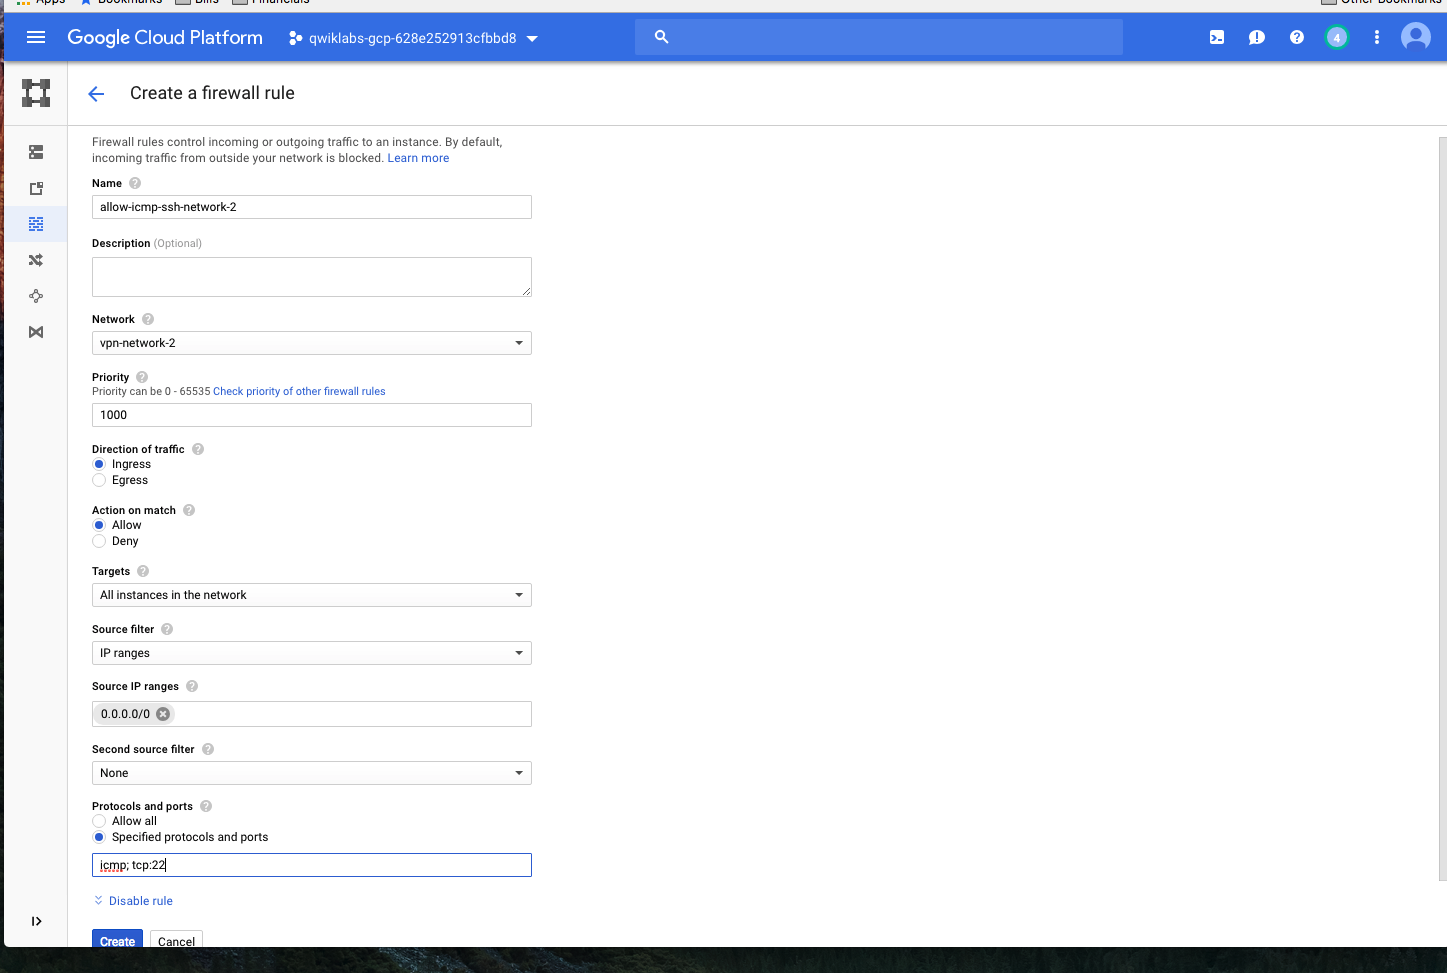 Apps Bookmarks Bills Financials Other Bookmarks
Google Cloud Platform qwiklabs-gcp-628e252913cfbbd8 4
Create a firewall rule
Firewall rules control incoming or outgoing traffic to an instance. By default,
incoming traffic from outside your network is blocked. Learn more
Name
allow-icmp-ssh-network-2
Description (Optional)
Network
vpn-network-2
Priority
Priority can be 0 - 65535 Check priority of other firewall rules
1000
Direction of traffic
Ingress
Egress
Action on match
Allow
Deny
Targets
All instances in the network
Source filter
IP ranges
Source IP ranges
0.0.0.0/0
Second source filter
None
Protocols and ports
Allow all
Specified protocols and ports
icmp; tcp:22
Disable rule
Create Cancel